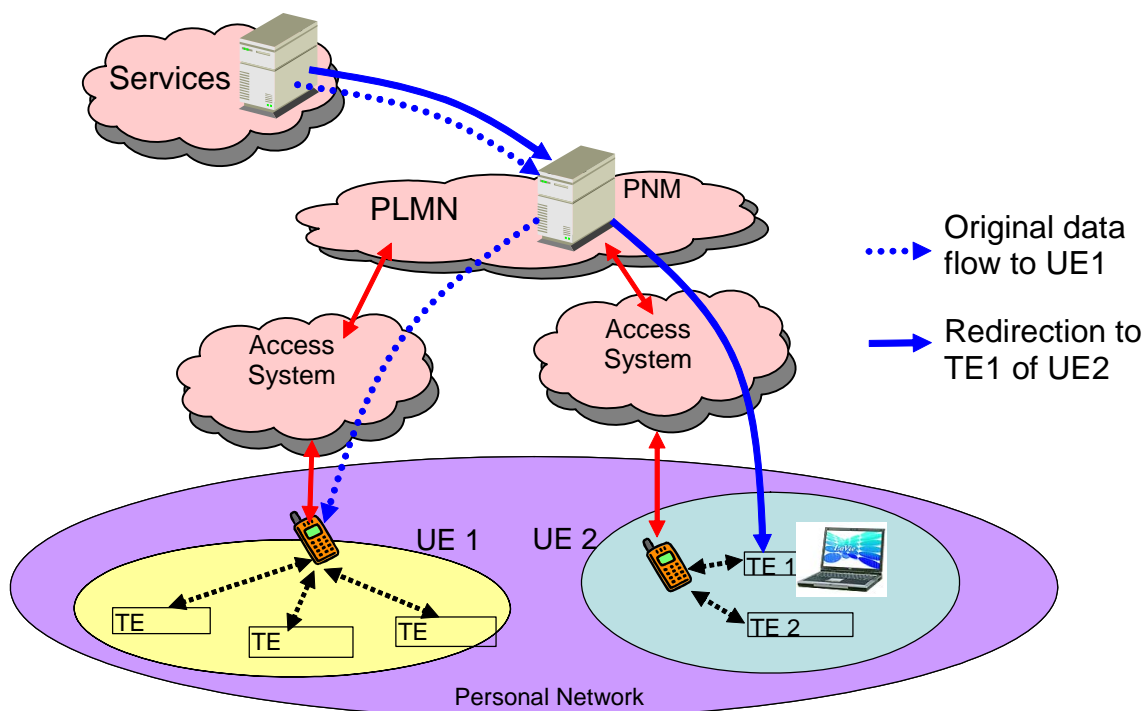 Services
PNM
PLMN
Original data
flow to UE1
Redirection to
TE1 of UE2
Access
System
Access
System
UE 1
UE 2
TE 1
TE
TE
TE
TE 2
Personal Network